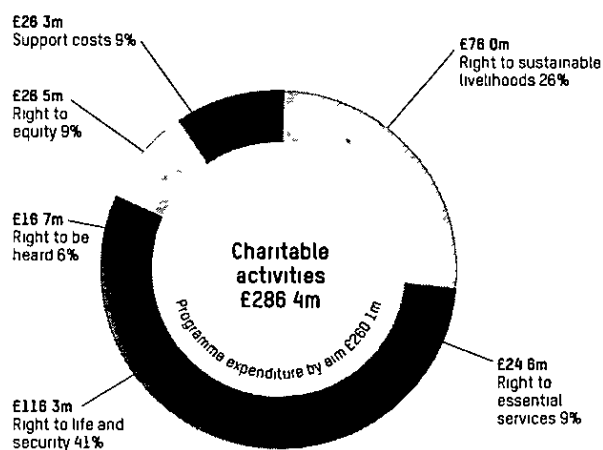 £26 3m
Support costs 9%
£76 0m
Right to sustainable
livelihoods 26%
£26 5m
Right to
equity 9%
£16 7m
Right to be
heard 6%
Charitable
activities
£286 4m
Programme expenditure by aim £260 1m
£24 6m
Right to
essential
services 9%
£116 3m
Right to life and
security 41%